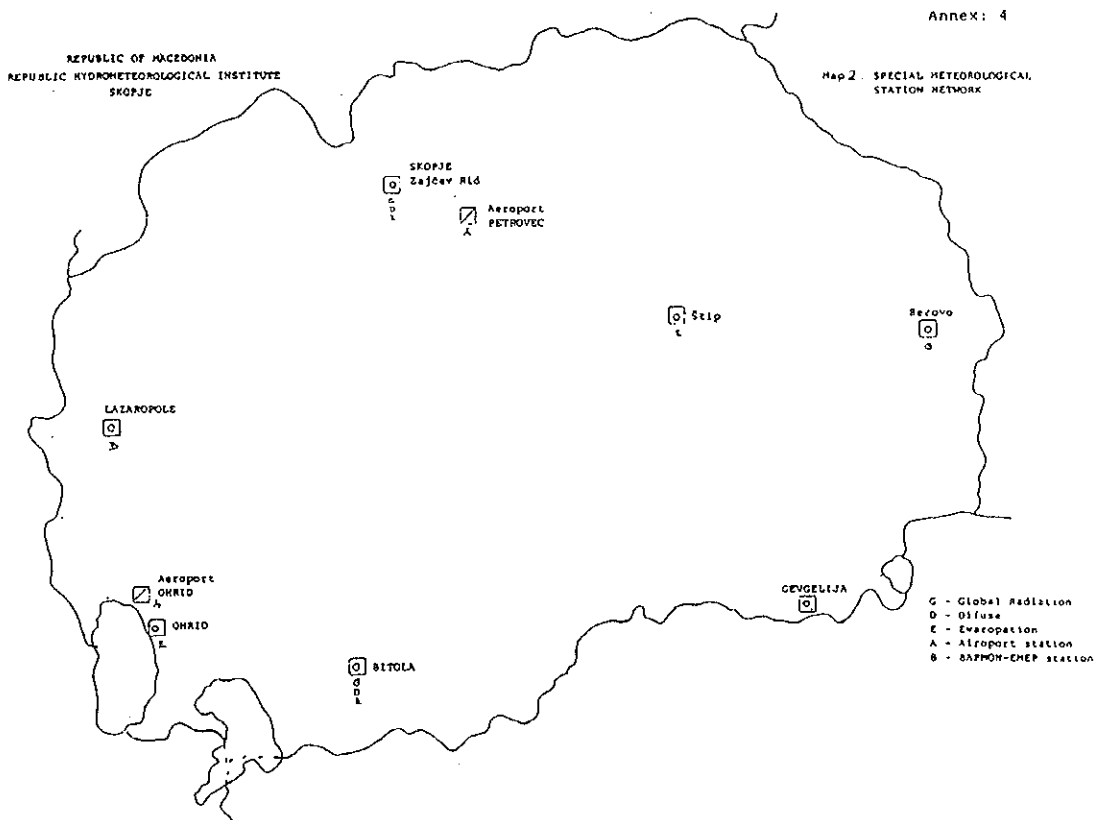 Annex: 4
REPUBLIC OF MACEDONIA
REPUBLIC HYDROMETEOROLOGICAL INSTITUTE
SKOPJE
Map 2. SPECIAL METEOROLOGICAL
STATION NETWORK
SKOPJE
Zajčev Rid
G
D
E
Aeroport
PETROVEC
A
Štip
E
Berovo
G
LAZAROPOLE
B
Aeroport
OHRID
A
OHRID
E
BITOLA
G
D
E
GEVGELIJA
G - Global Radiation
D - Difuse
E - Ewaropation
A - Airoport station
B - BAPMON-EMEP station